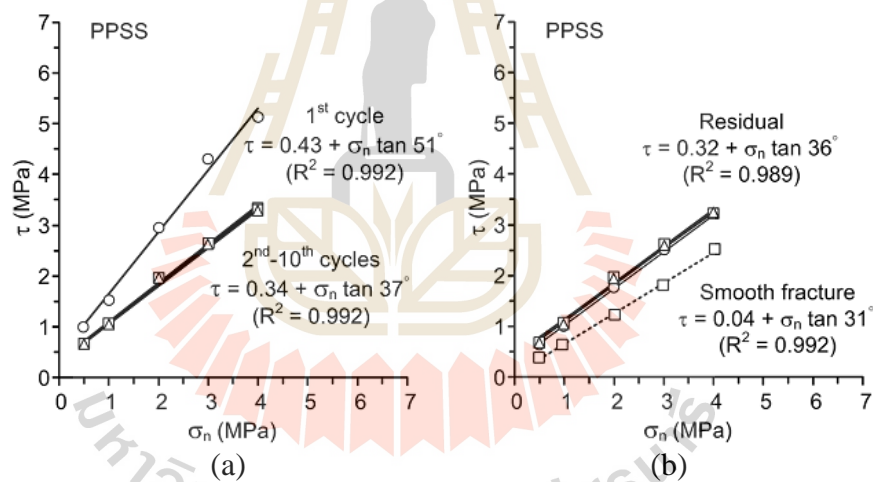 PPSS
7
6
5
4
3
2
1
0
τ (MPa)
1st cycle
τ = 0.43 + σn tan 51°
(R² = 0.992)
2nd-10th cycles
τ = 0.34 + σn tan 37°
(R² = 0.992)
0 1 2 3 4 5 6 7
σn (MPa)
(a)
PPSS
7
6
5
4
3
2
1
0
τ (MPa)
Residual
τ = 0.32 + σn tan 36°
(R² = 0.989)
Smooth fracture
τ = 0.04 + σn tan 31°
(R² = 0.992)
0 1 2 3 4 5 6 7
σn (MPa)
(b)